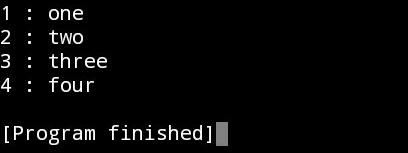 1 : one
2 : two
3 : three
4 : four
[Program finished]